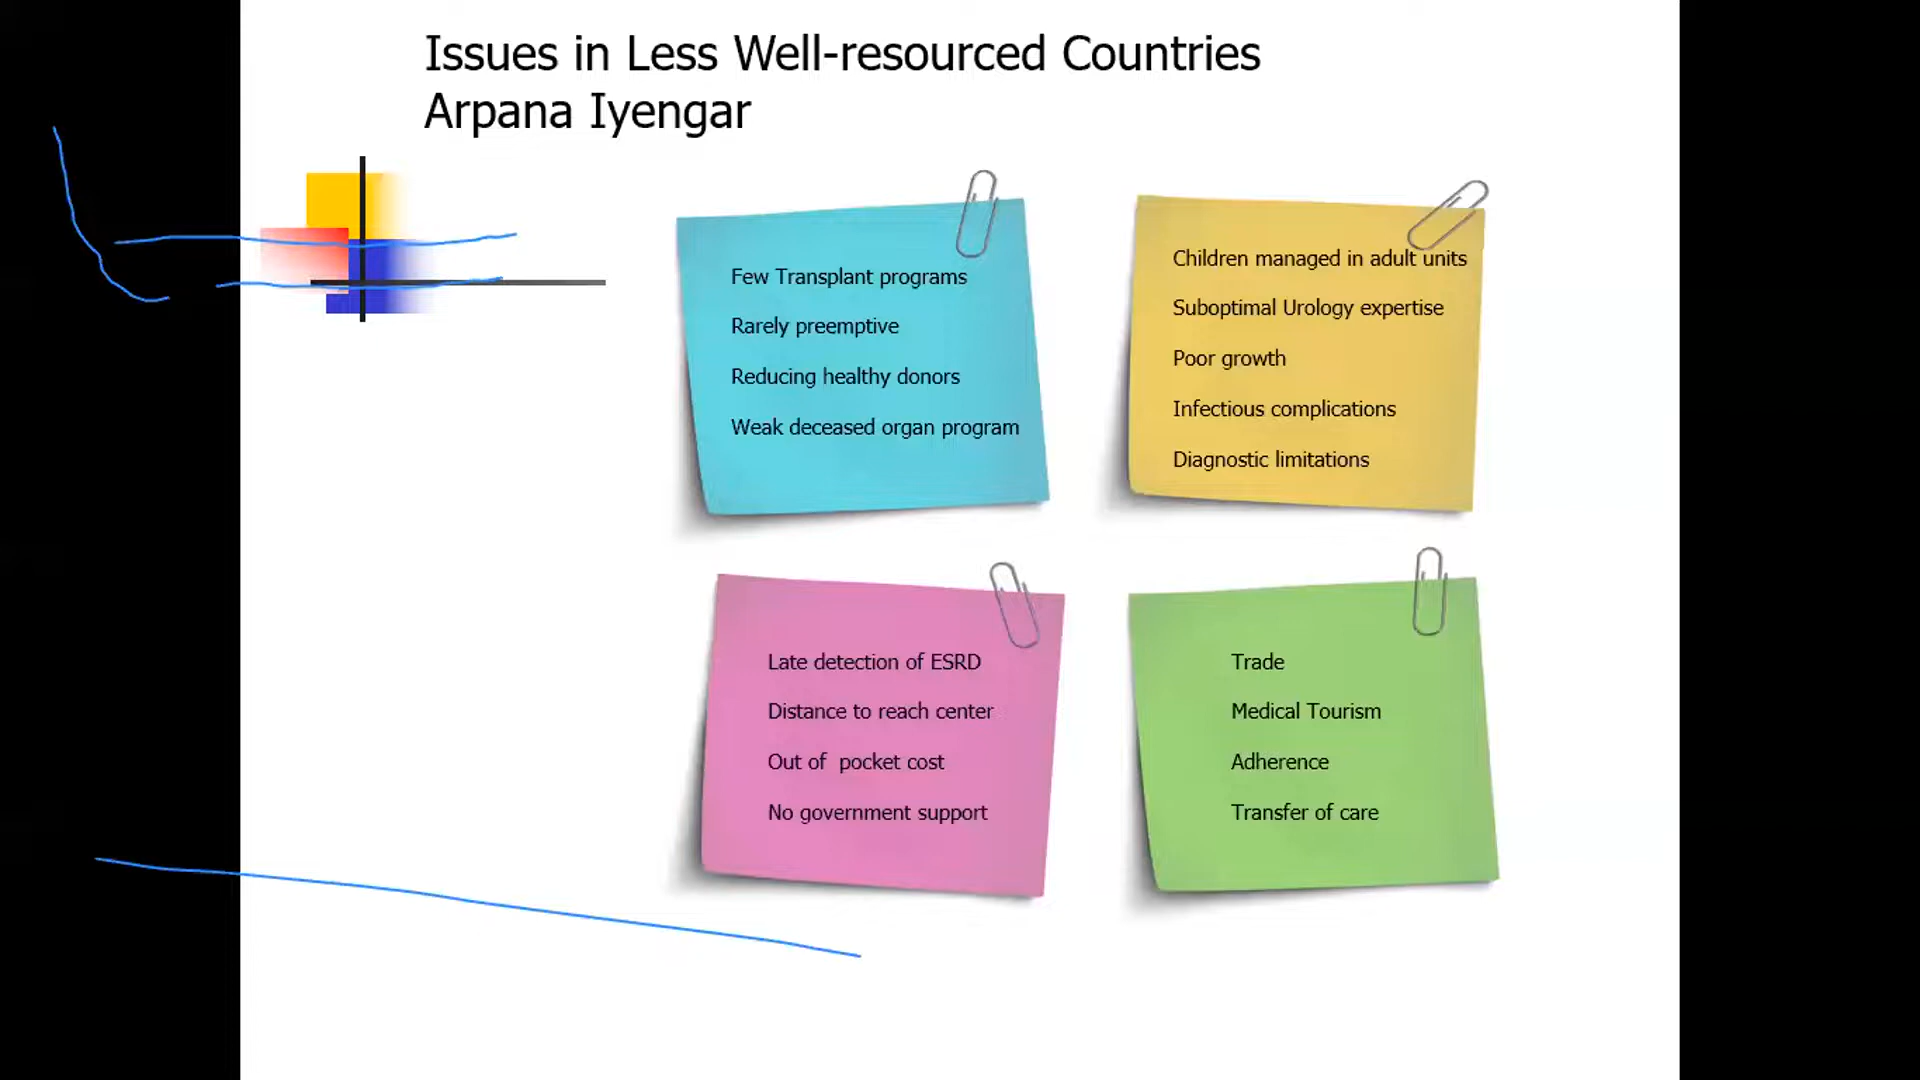 Issues in Less Well-resourced Countries
Arpana Iyengar
Few Transplant programs
Rarely preemptive
Reducing healthy donors
Weak deceased organ program
Children managed in adult units
Suboptimal Urology expertise
Poor growth
Infectious complications
Diagnostic limitations
Late detection of ESRD
Distance to reach center
Out of  pocket cost
No government support
Trade
Medical Tourism
Adherence
Transfer of care